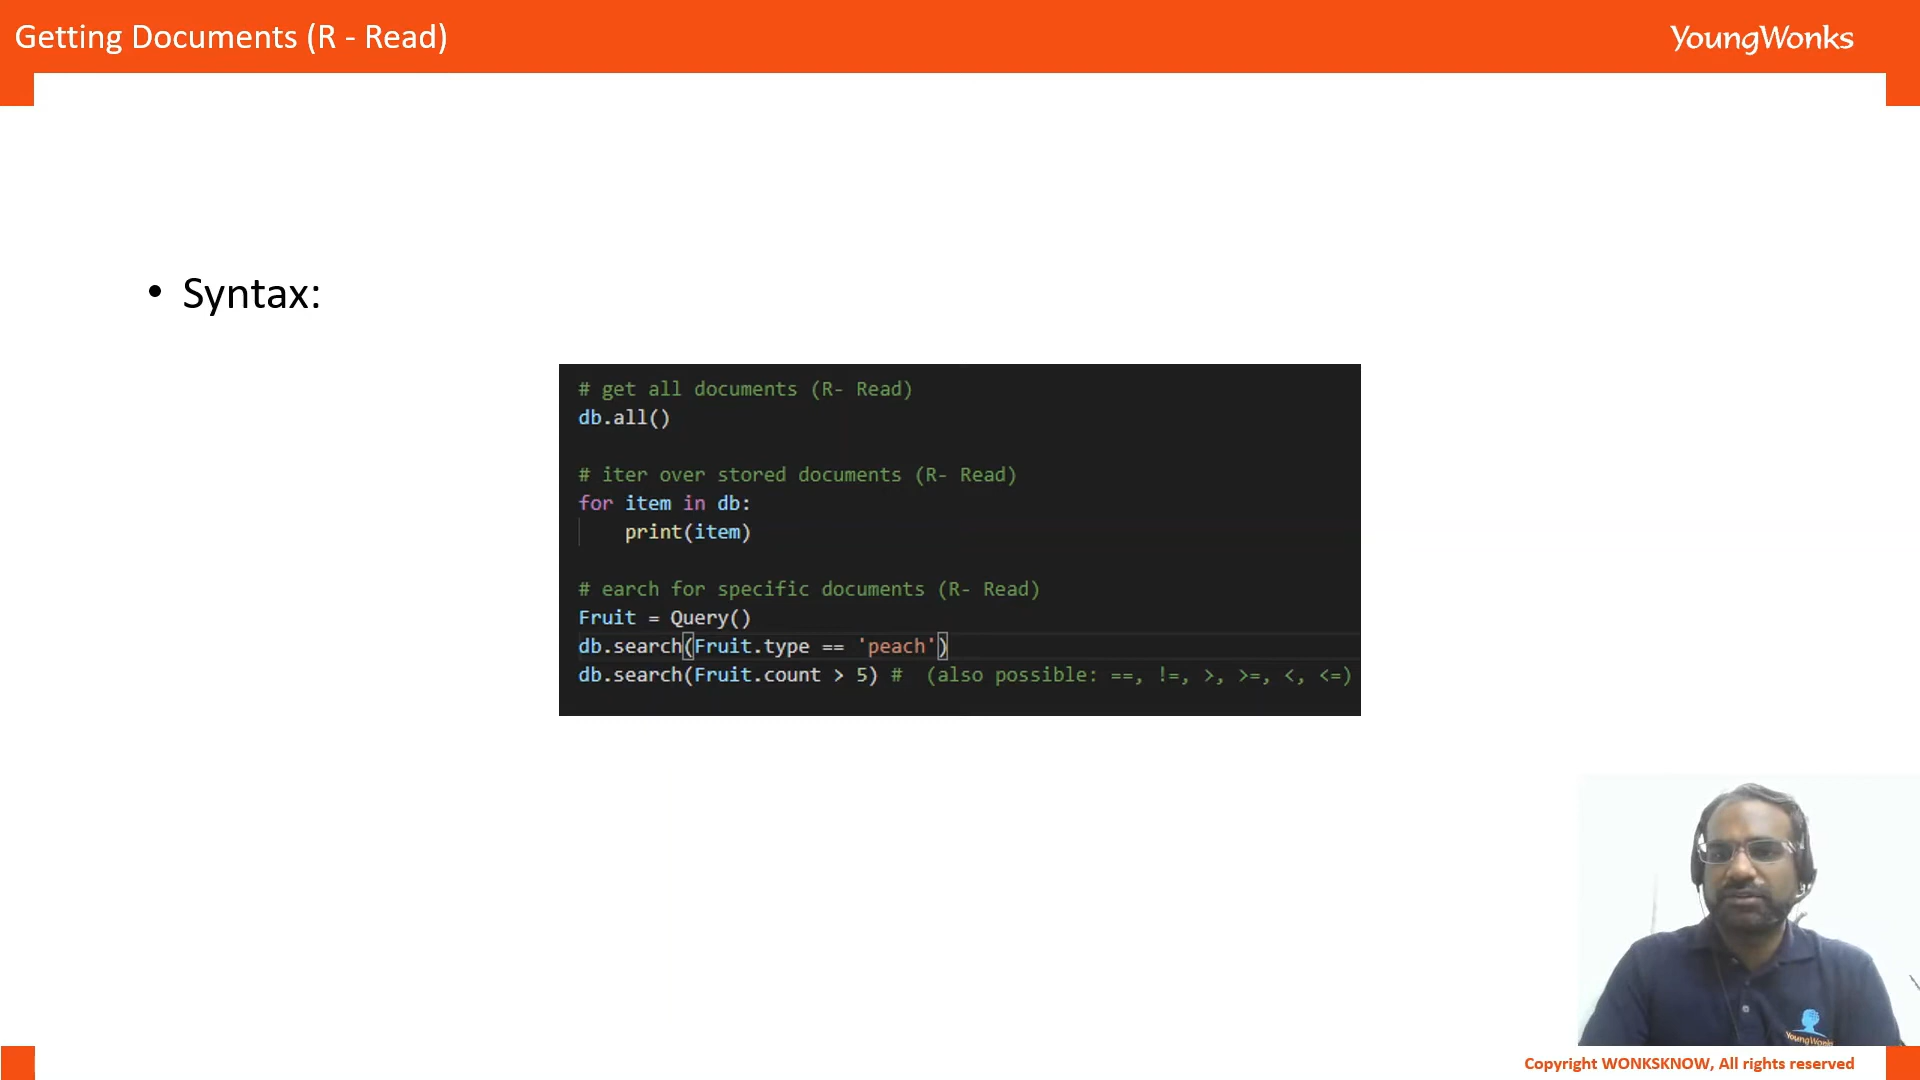 Getting Documents (R - Read)
YoungWonks
• Syntax:
# get all documents (R- Read)
db.all()
# iter over stored documents (R- Read)
for item in db:
    print(item)
# earch for specific documents (R- Read)
Fruit = Query()
db.search(Fruit.type == 'peach')
db.search(Fruit.count > 5) #  (also possible: ==, !=, >, >=, <, <=)
YoungWonks
Copyright WONKSKNOW, All rights reserved